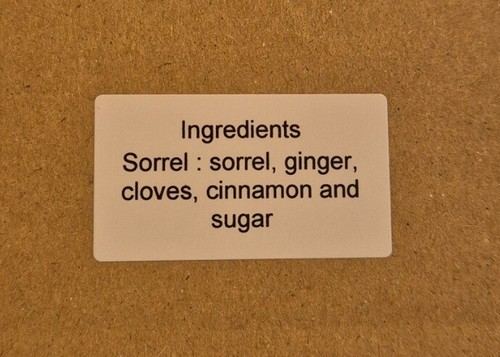 Ingredients
Sorrel : sorrel, ginger,
cloves, cinnamon and
sugar